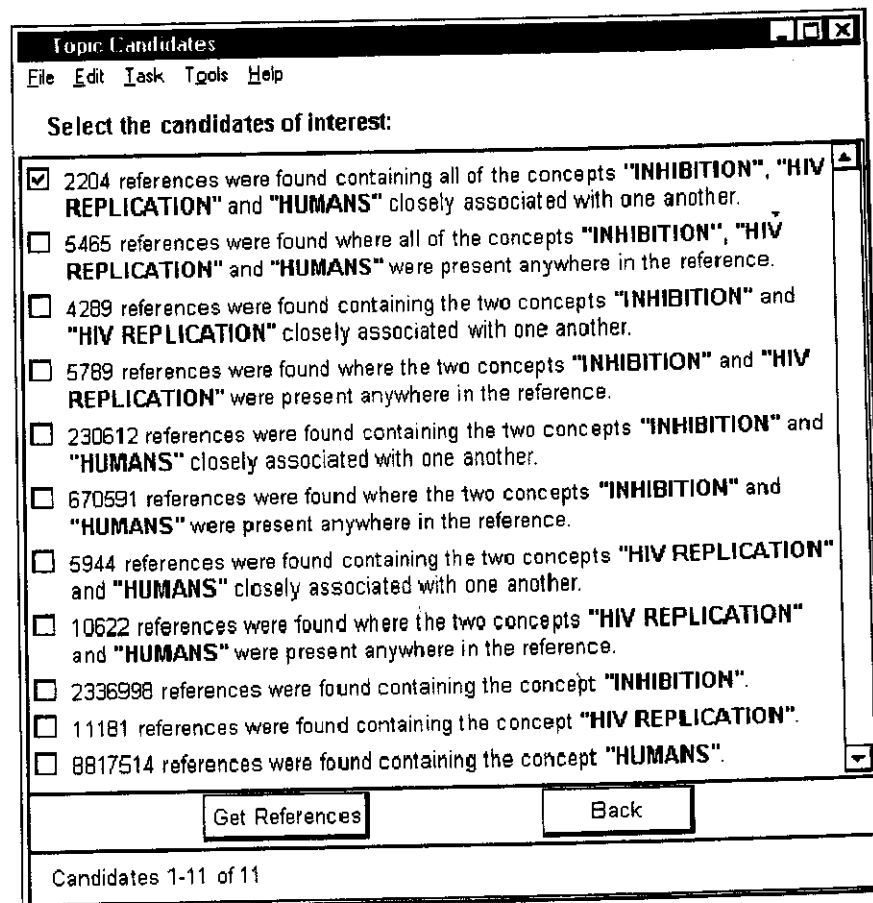 Topic Candidates
File Edit Task Tools Help
Select the candidates of interest:
2204 references were found containing all of the concepts "INHIBITION", "HIV
REPLICATION" and "HUMANS" closely associated with one another.
5465 references were found where all of the concepts "INHIBITION", "HIV
REPLICATION" and "HUMANS" were present anywhere in the reference.
4289 references were found containing the two concepts "INHIBITION" and
"HIV REPLICATION" closely associated with one another.
5789 references were found where the two concepts "INHIBITION" and "HIV
REPLICATION" were present anywhere in the reference.
230612 references were found containing the two concepts "INHIBITION" and
"HUMANS" closely associated with one another.
670591 references were found where the two concepts "INHIBITION" and
"HUMANS" were present anywhere in the reference.
5944 references were found containing the two concepts "HIV REPLICATION"
and "HUMANS" closely associated with one another.
10622 references were found where the two concepts "HIV REPLICATION"
and "HUMANS" were present anywhere in the reference.
2336998 references were found containing the concept "INHIBITION".
11181 references were found containing the concept "HIV REPLICATION".
8817514 references were found containing the concept "HUMANS".
Get References Back
Candidates 1-11 of 11